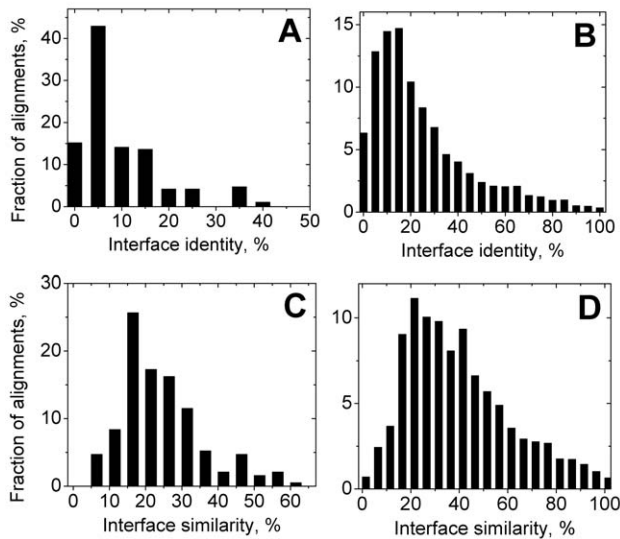 A
Fraction of alignments, %
40
30
20
10
0
0 10 20 30 40 50
Interface identity, %
B
15
10
5
0
0 20 40 60 80 100
Interface identity, %
C
Fraction of alignments, %
30
20
10
0
0 10 20 30 40 50 60
Interface similarity, %
D
10
5
0
0 20 40 60 80 100
Interface similarity, %